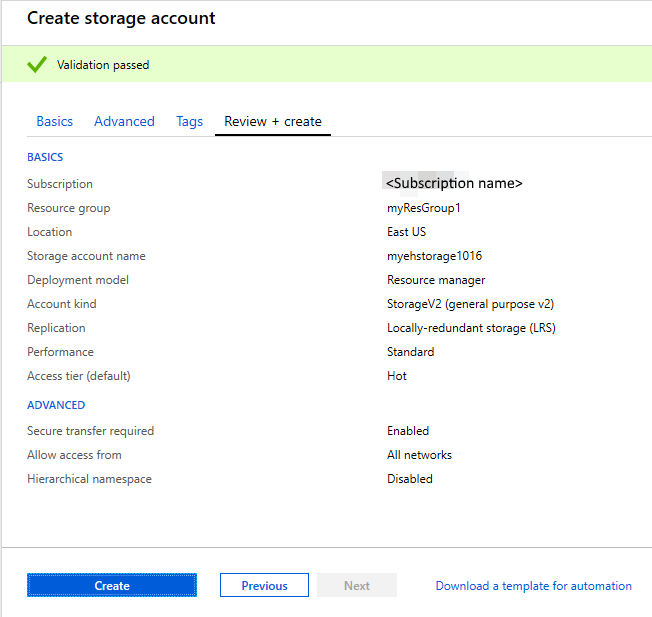 Create storage account
Validation passed
Basics Advanced Tags Review + create
BASICS
Subscription <Subscription name>
Resource group myResGroup1
Location East US
Storage account name myehstorage1016
Deployment model Resource manager
Account kind StorageV2 (general purpose v2)
Replication Locally-redundant storage (LRS)
Performance Standard
Access tier (default) Hot
ADVANCED
Secure transfer required Enabled
Allow access from All networks
Hierarchical namespace Disabled
Create Previous Next Download a template for automation